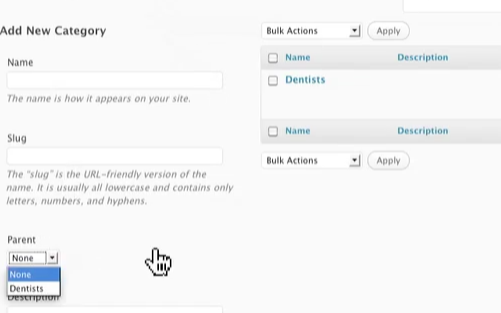 Add New Category
Name
The name is how it appears on your site.
Slug
The "slug" is the URL-friendly version of the
name. It is usually all lowercase and contains only
letters, numbers, and hyphens.
Parent
None
None
Dentists
Description
Bulk Actions
Apply
Name Description
Dentists
Name Description
Bulk Actions
Apply